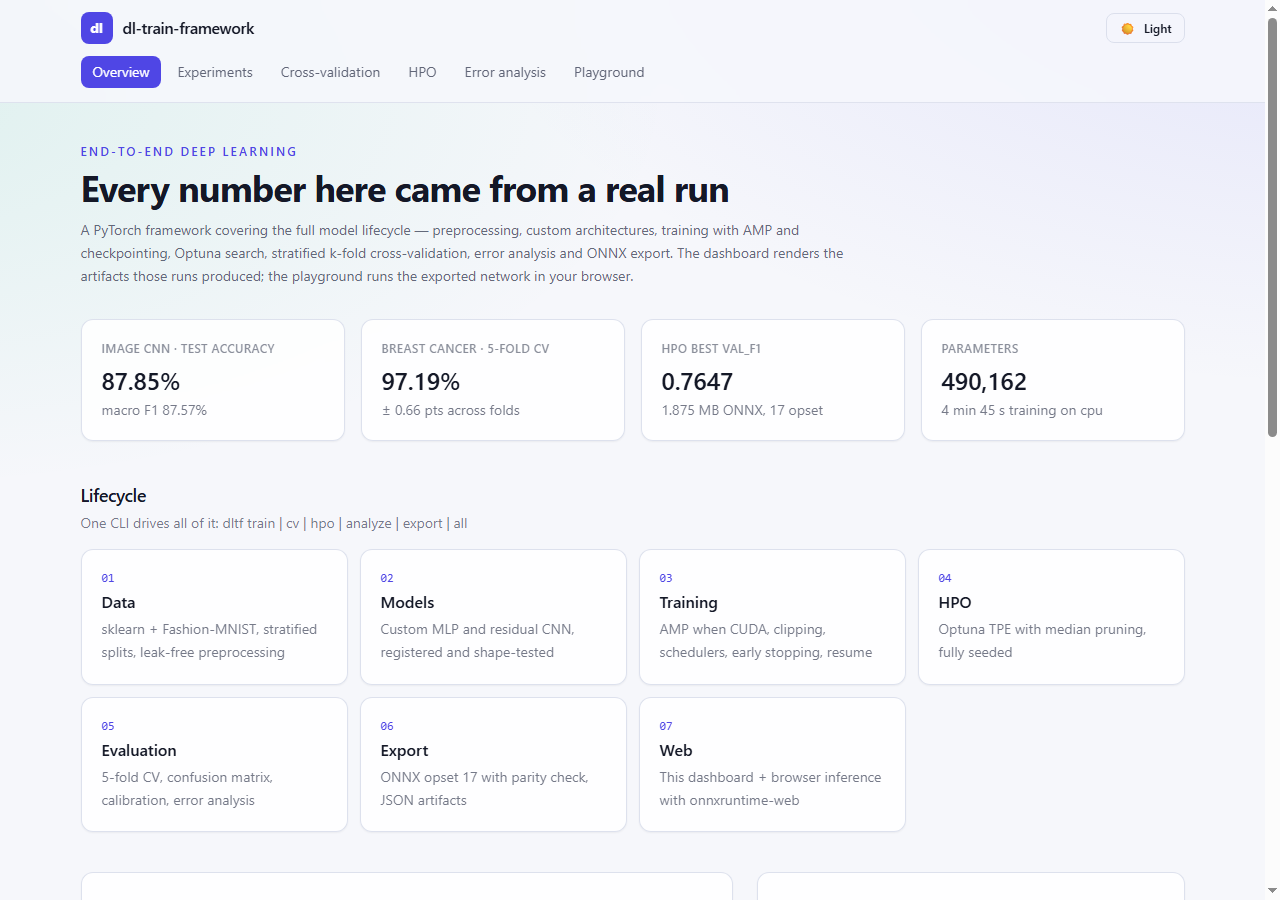 dl dl-train-framework
Light
Overview Experiments Cross-validation HPO Error analysis Playground
END-TO-END DEEP LEARNING
Every number here came from a real run
A PyTorch framework covering the full model lifecycle — preprocessing, custom architectures, training with AMP and
checkpointing, Optuna search, stratified k-fold cross-validation, error analysis and ONNX export. The dashboard renders the
artifacts those runs produced; the playground runs the exported network in your browser.
IMAGE CNN · TEST ACCURACY
87.85%
macro F1 87.57%
BREAST CANCER · 5-FOLD CV
97.19%
± 0.66 pts across folds
HPO BEST VAL_F1
0.7647
1.875 MB ONNX, 17 opset
PARAMETERS
490,162
4 min 45 s training on cpu
Lifecycle
One CLI drives all of it: dltf train | cv | hpo | analyze | export | all
01
Data
sklearn + Fashion-MNIST, stratified
splits, leak-free preprocessing
02
Models
Custom MLP and residual CNN,
registered and shape-tested
03
Training
AMP when CUDA, clipping,
schedulers, early stopping, resume
04
HPO
Optuna TPE with median pruning,
fully seeded
05
Evaluation
5-fold CV, confusion matrix,
calibration, error analysis
06
Export
ONNX opset 17 with parity check,
JSON artifacts
07
Web
This dashboard + browser inference
with onnxruntime-web